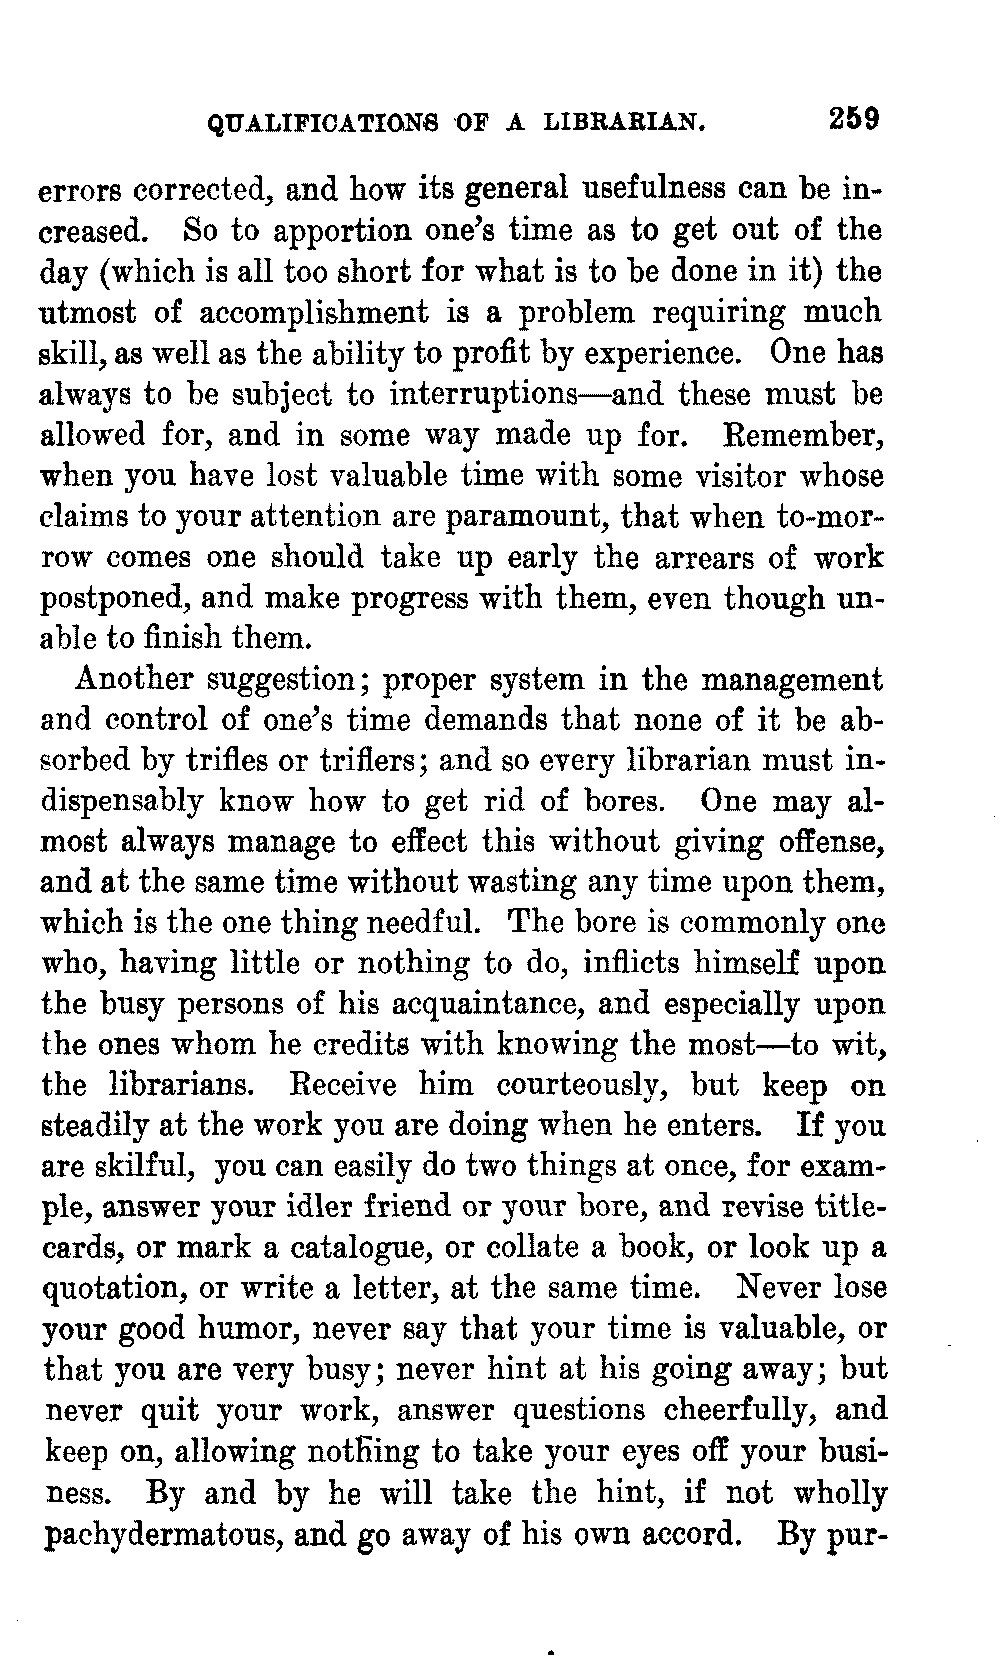 QUALIFICATIONS OF A LIBRARIAN. 259
errors corrected, and how its general usefulness can be in-
creased. So to apportion one's time as to get out of the
day (which is all too short for what is to be done in it) the
utmost of accomplishment is a problem requiring much
skill, as well as the ability to profit by experience. One has
always to be subject to interruptions—and these must be
allowed for, and in some way made up for. Remember,
when you have lost valuable time with some visitor whose
claims to your attention are paramount, that when to-mor-
row comes one should take up early the arrears of work
postponed, and make progress with them, even though un-
able to finish them.
Another suggestion; proper system in the management
and control of one's time demands that none of it be ab-
sorbed by trifles or triflers; and so every librarian must in-
dispensably know how to get rid of bores. One may al-
most always manage to effect this without giving offense,
and at the same time without wasting any time upon them,
which is the one thing needful. The bore is commonly one
who, having little or nothing to do, inflicts himself upon
the busy persons of his acquaintance, and especially upon
the ones whom he credits with knowing the most—to wit,
the librarians. Receive him courteously, but keep on
steadily at the work you are doing when he enters. If you
are skilful, you can easily do two things at once, for exam-
ple, answer your idler friend or your bore, and revise title-
cards, or mark a catalogue, or collate a book, or look up a
quotation, or write a letter, at the same time. Never lose
your good humor, never say that your time is valuable, or
that you are very busy; never hint at his going away; but
never quit your work, answer questions cheerfully, and
keep on, allowing nothing to take your eyes off your busi-
ness. By and by he will take the hint, if not wholly
pachydermatous, and go away of his own accord. By pur-